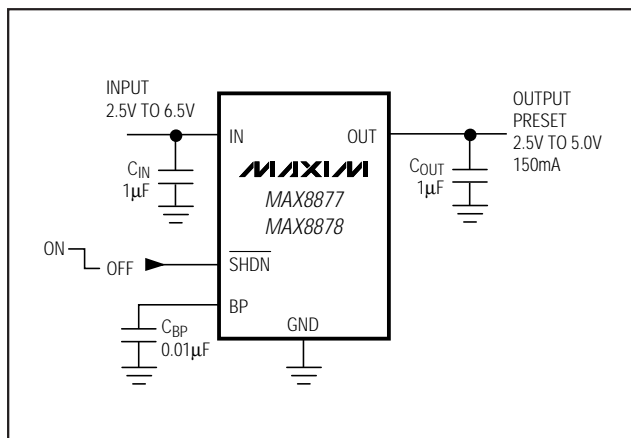 INPUT
2.5V TO 6.5V
IN
CIN
1µF
MAXIM
MAX8877
MAX8878
OUT
OUTPUT
PRESET
2.5V TO 5.0V
150mA
COUT
1µF
ON
OFF
SHDN
BP
CBP
0.01µF
GND